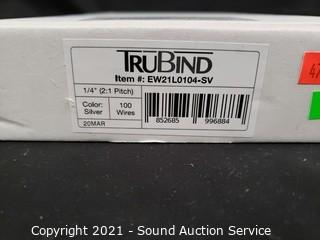 TRUBIND
Item #: EW21L0104-SV
1/4" (2:1 Pitch)
Color: Silver
100 Wires
20MAR
852685 996884
47
Copyright 2021 - Sound Auction Service